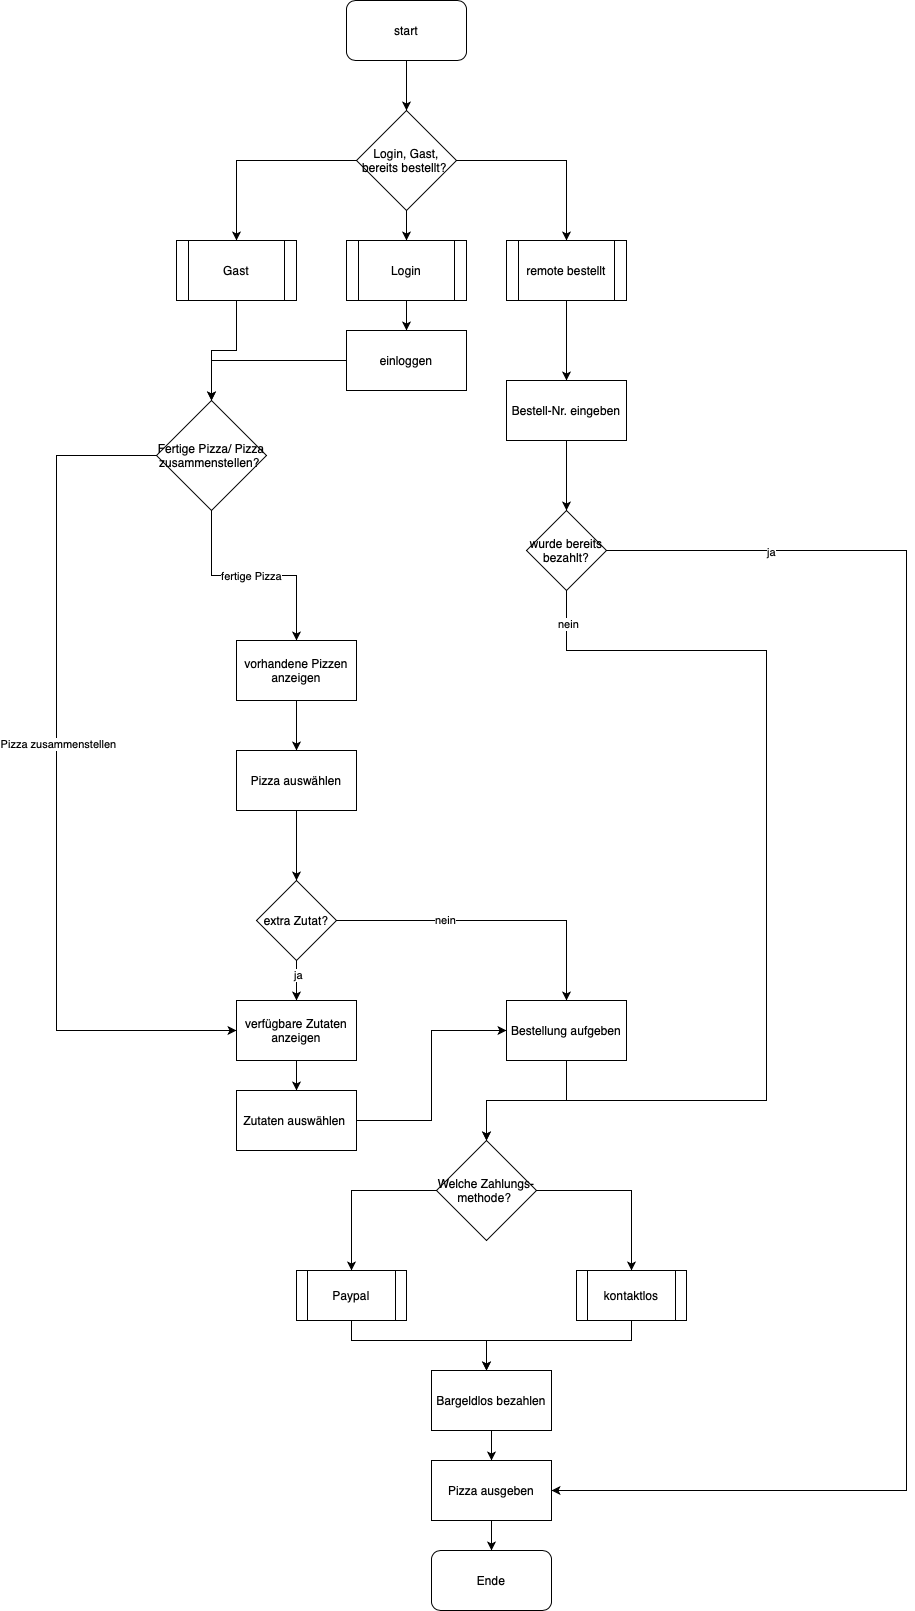 start
Login, Gast,
bereits bestellt?
Gast
Login
remote bestellt
einloggen
Bestell-Nr. eingeben
Fertige Pizza/ Pizza
zusammenstellen?
wurde bereits
bezahlt?
ja
fertige Pizza
nein
vorhandene Pizzen
anzeigen
Pizza zusammenstellen
Pizza auswählen
extra Zutat?
nein
ja
verfügbare Zutaten
anzeigen
Bestellung aufgeben
Zutaten auswählen
Welche Zahlungs-
methode?
Paypal
kontaktlos
Bargeldlos bezahlen
Pizza ausgeben
Ende